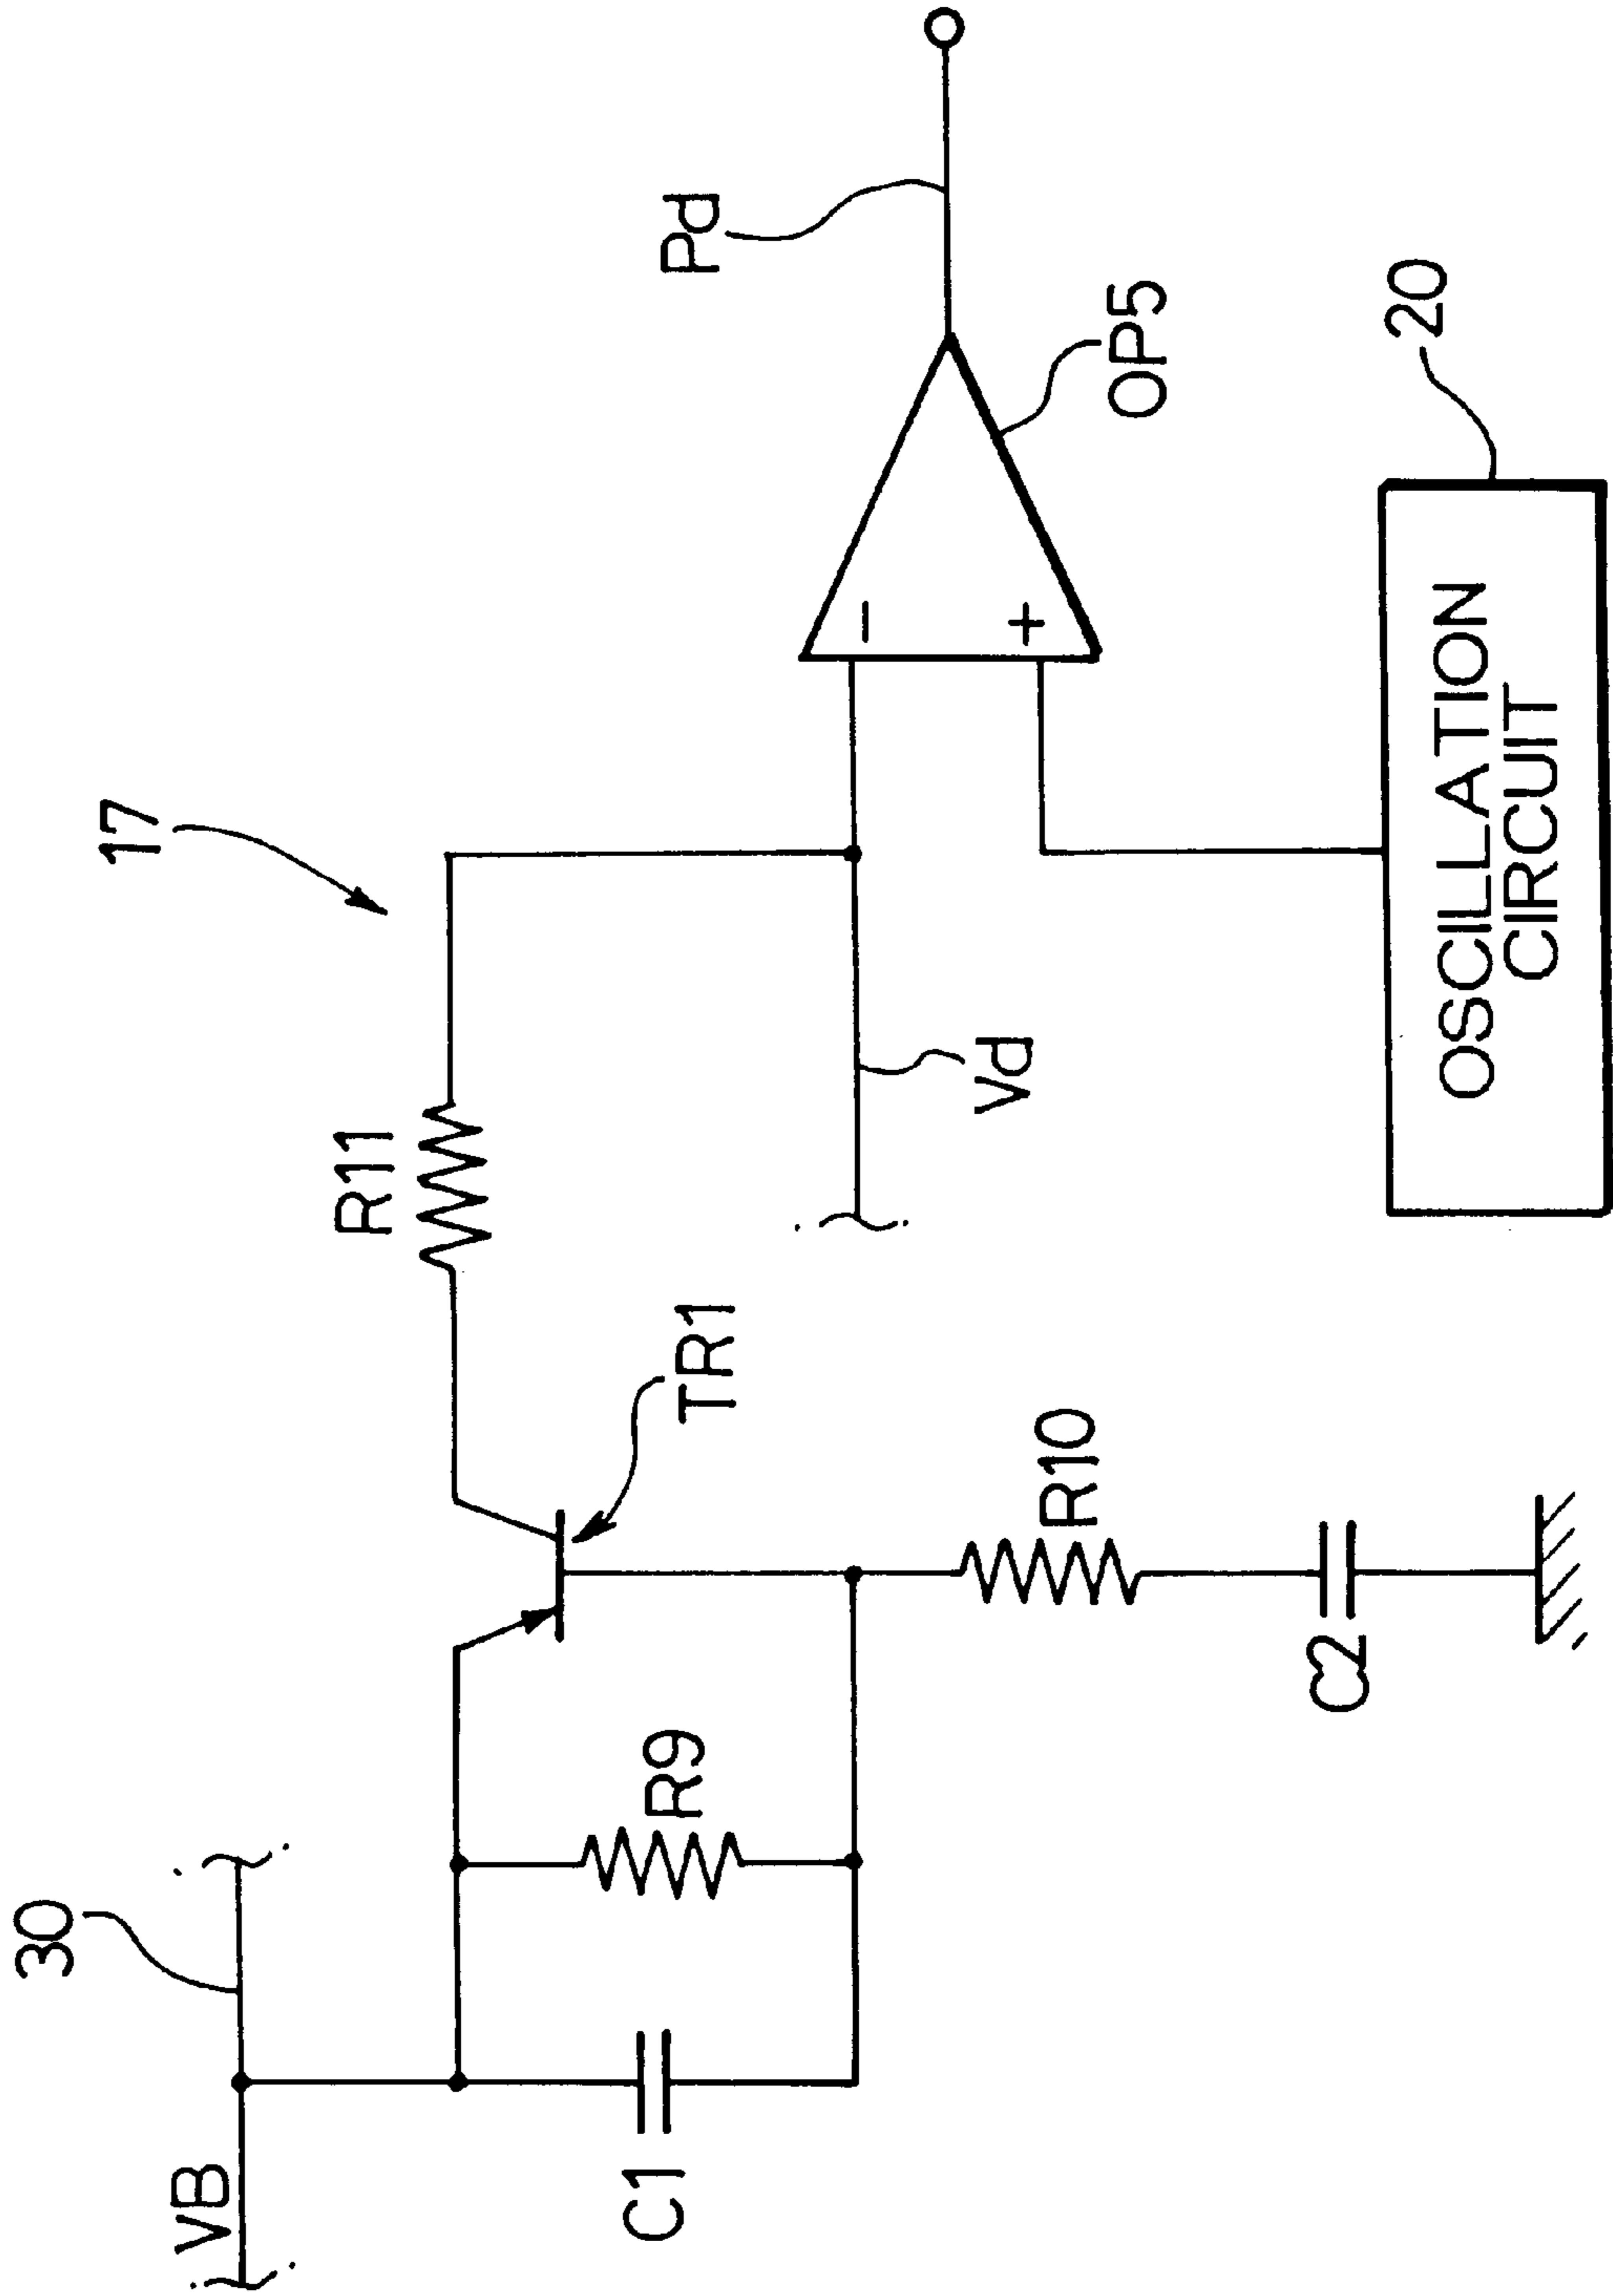 30
17
VB
R11
Pd
C1
R9
TR1
Vd
−
+
OP5
R10
C2
20
OSCILLATION
CIRCUIT